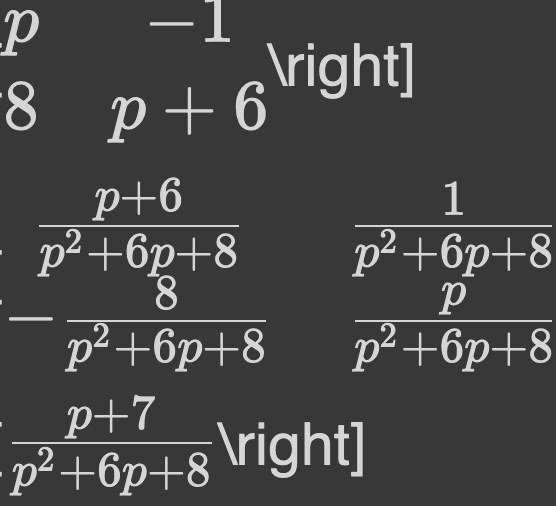 p −1
\right]
8 p + 6
p+6 1
p²+6p+8 p²+6p+8
− 8 p
p²+6p+8 p²+6p+8
p+7
p²+6p+8 \right]